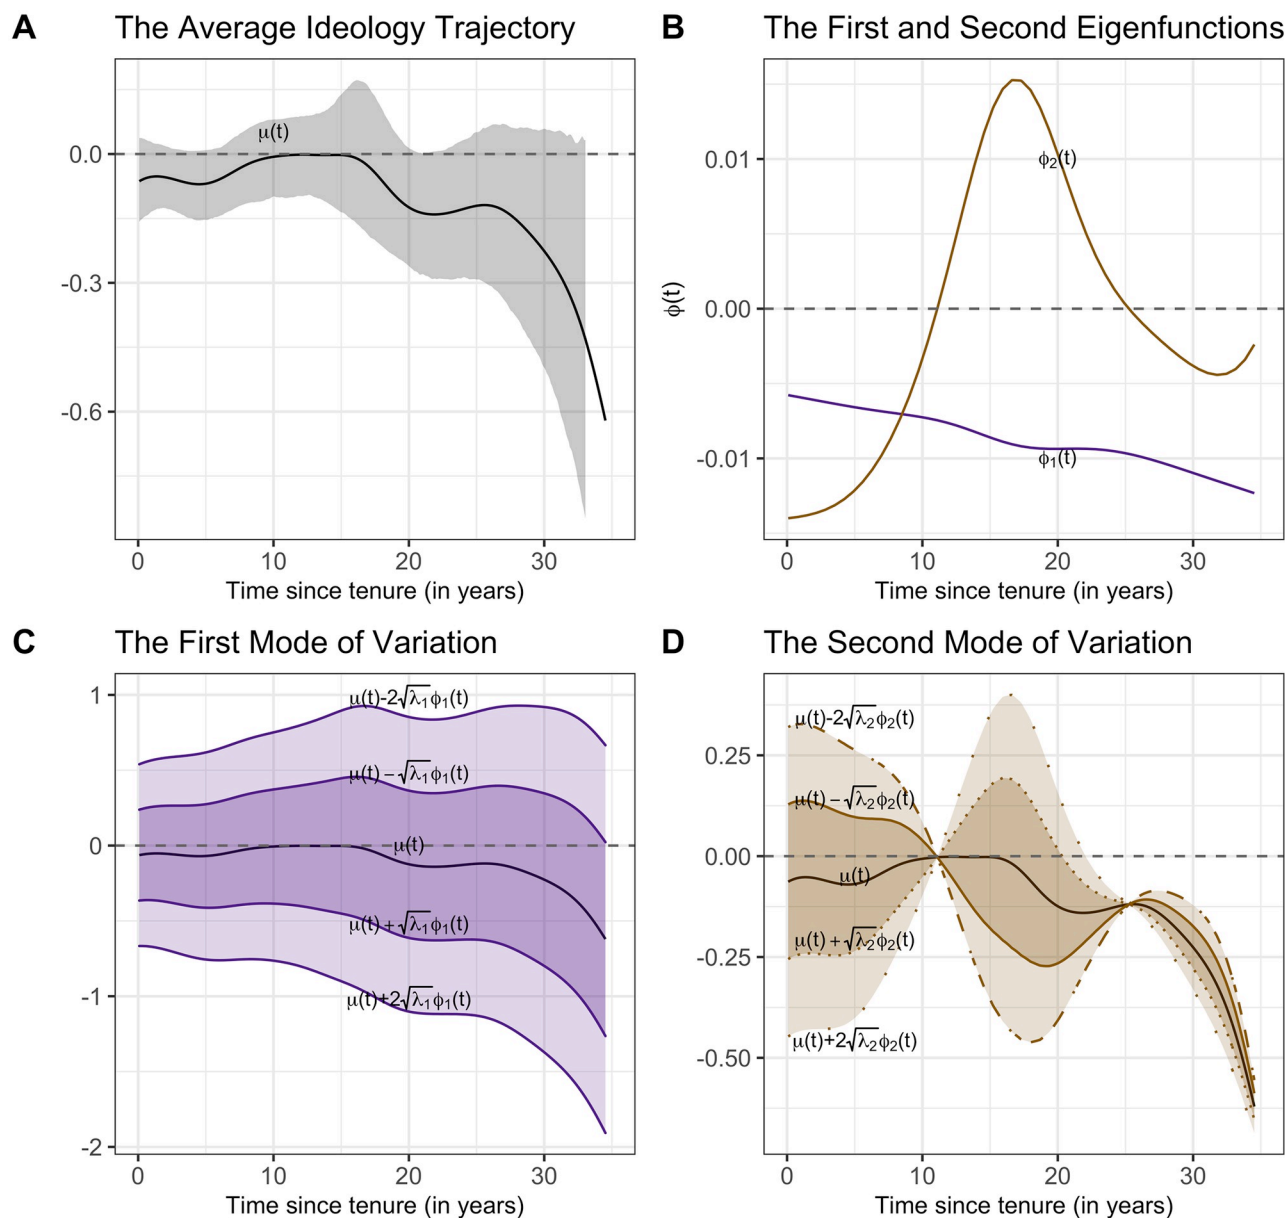 A The Average Ideology Trajectory
μ(t)
0.0
-0.3
-0.6
0 10 20 30
Time since tenure (in years)
B The First and Second Eigenfunctions
ϕ(t)
0.01
0.00
-0.01
ϕ₂(t)
ϕ₁(t)
0 10 20 30
Time since tenure (in years)
C The First Mode of Variation
1
0
-1
-2
μ(t)-2√λ₁ϕ₁(t)
μ(t)−√λ₁ϕ₁(t)
μ(t)
μ(t)+√λ₁ϕ₁(t)
μ(t)+2√λ₁ϕ₁(t)
0 10 20 30
Time since tenure (in years)
D The Second Mode of Variation
0.25
0.00
-0.25
-0.50
μ(t)-2√λ₂ϕ₂(t)
μ(t)−√λ₂ϕ₂(t)
μ(t)
μ(t)+√λ₂ϕ₂(t)
μ(t)+2√λ₂ϕ₂(t)
0 10 20 30
Time since tenure (in years)